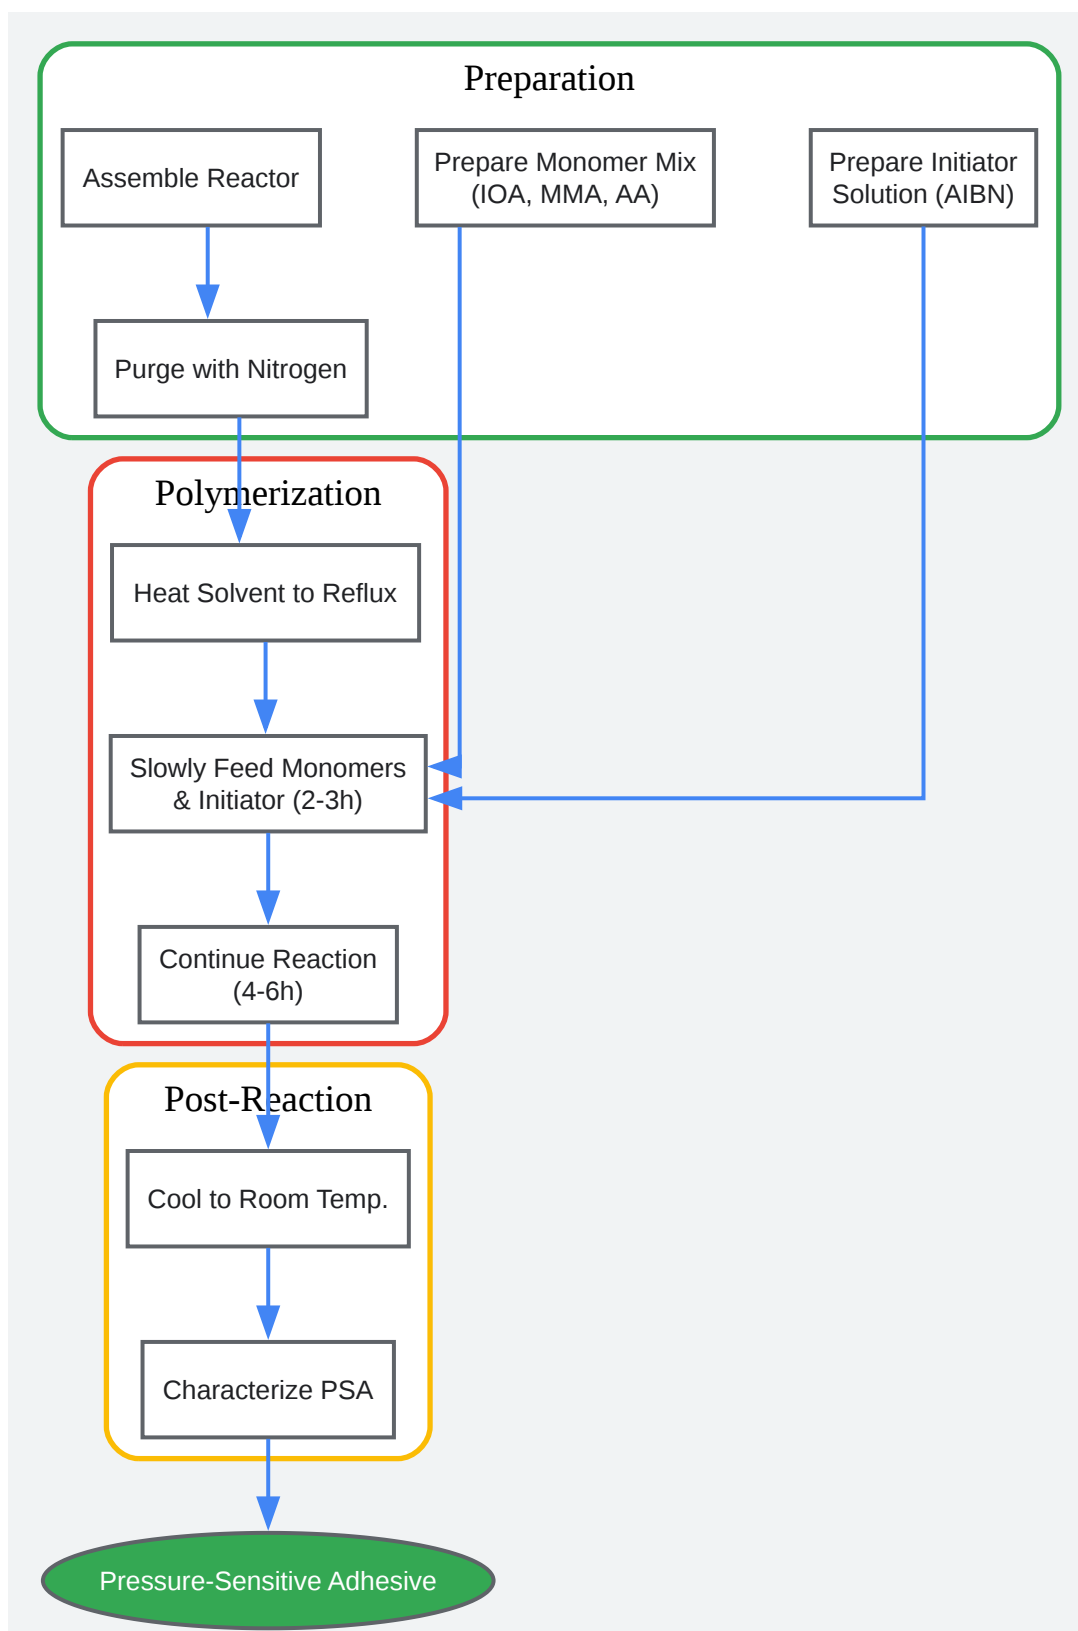 Preparation
Assemble Reactor
Prepare Monomer Mix
(IOA, MMA, AA)
Prepare Initiator
Solution (AIBN)
Purge with Nitrogen
Polymerization
Heat Solvent to Reflux
Slowly Feed Monomers
& Initiator (2-3h)
Continue Reaction
(4-6h)
Post-Reaction
Cool to Room Temp.
Characterize PSA
Pressure-Sensitive Adhesive